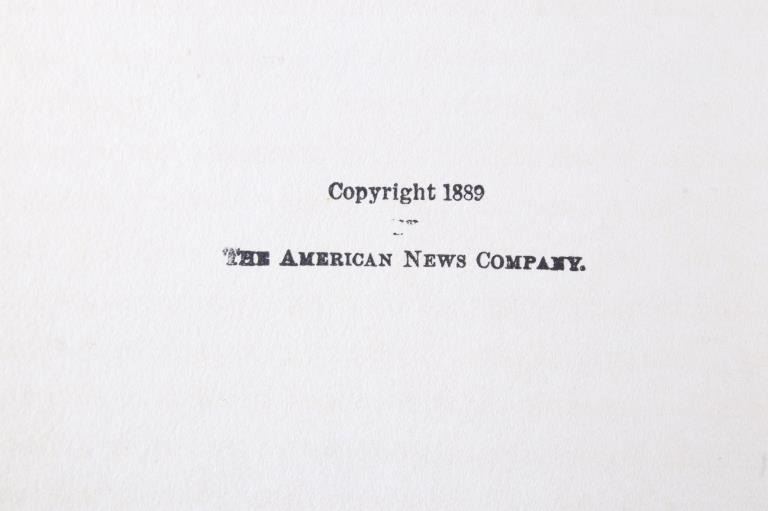 Copyright 1889
THE AMERICAN NEWS COMPANY.